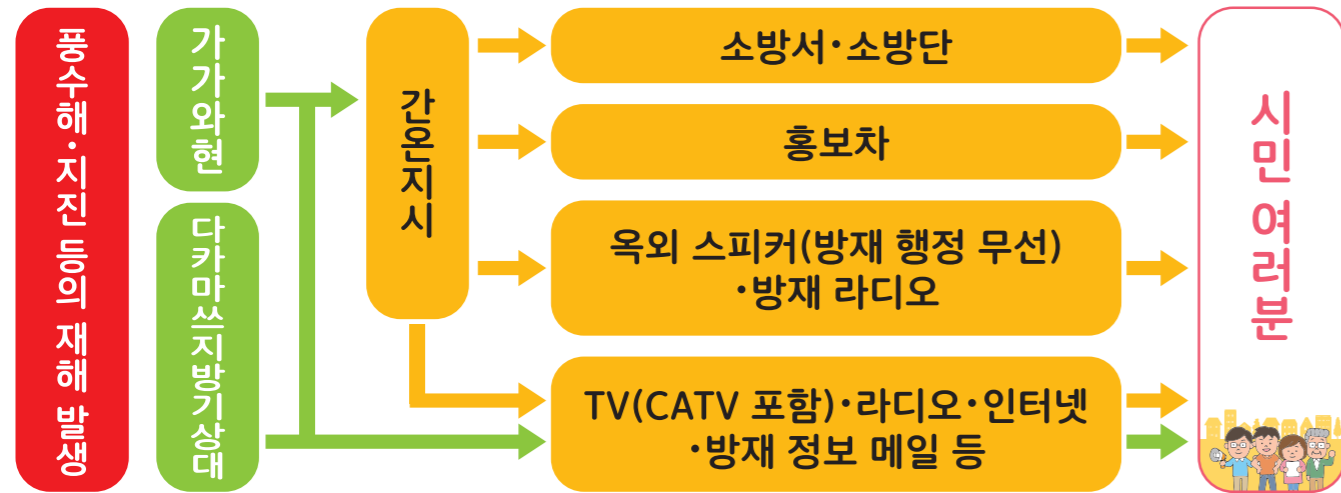 풍수해·지진 등의 재해 발생
가가와현
다카마쓰지방기상대
간온지시
소방서·소방단
홍보차
옥외 스피커(방재 행정 무선)
·방재 라디오
TV(CATV 포함)·라디오·인터넷
·방재 정보 메일 등
시민 여러분